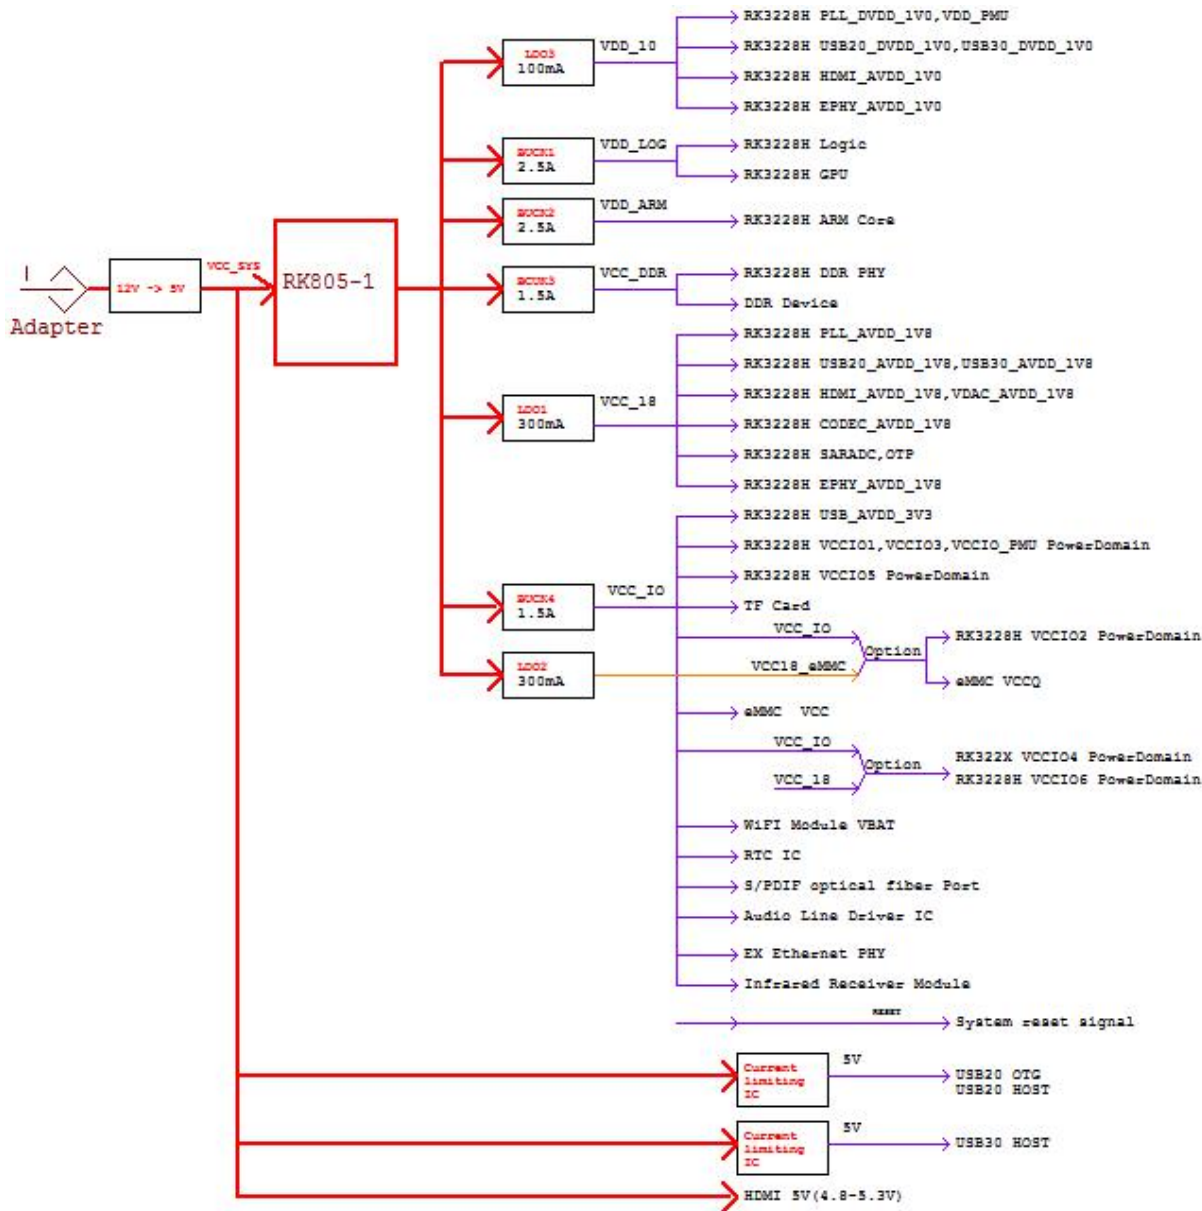 RK3228H PLL_DVDD_1V0,VDD_PMU
LDO3
100mA
VDD_10
RK3228H USB20_DVDD_1V0,USB30_DVDD_1V0
RK3228H HDMI_AVDD_1V0
RK3228H EPHY_AVDD_1V0
BUCK1
2.5A
VDD_LOG
RK3228H Logic
RK3228H GPU
BUCK2
2.5A
VDD_ARM
RK3228H ARM Core
Adapter
12V -> 5V
VCC_SYS
RK805-1
BCUK3
1.5A
VCC_DDR
RK3228H DDR PHY
DDR Device
RK3228H PLL_AVDD_1V8
RK3228H USB20_AVDD_1V8,USB30_AVDD_1V8
LDO1
300mA
VCC_18
RK3228H HDMI_AVDD_1V8,VDAC_AVDD_1V8
RK3228H CODEC_AVDD_1V8
RK3228H SARADC,OTP
RK3228H EPHY_AVDD_1V8
RK3228H USB_AVDD_3V3
RK3228H VCCIO1,VCCIO3,VCCIO_PMU PowerDomain
RK3228H VCCIO5 PowerDomain
BUCK4
1.5A
VCC_IO
TF Card
VCC_IO
Option
RK3228H VCCIO2 PowerDomain
LDO2
300mA
VCC18_eMMC
eMMC VCCQ
eMMC VCC
VCC_IO
Option
VCC_18
RK322X VCCIO4 PowerDomain
RK3228H VCCIO6 PowerDomain
WiFI Module VBAT
RTC IC
S/PDIF optical fiber Port
Audio Line Driver IC
EX Ethernet PHY
Infrared Receiver Module
RESET
System reset signal
Current
limiting
IC
5V
USB20 OTG
USB20 HOST
Current
limiting
IC
5V
USB30 HOST
HDMI 5V(4.8-5.3V)